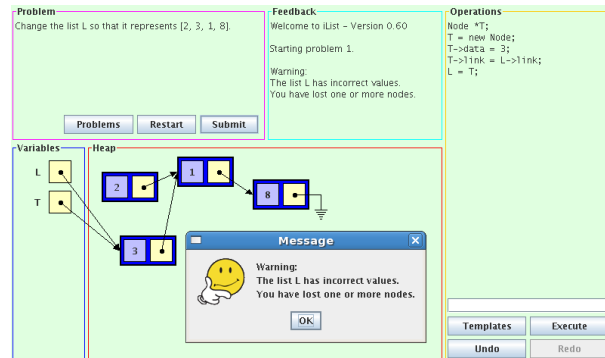 Problem
Change the list L so that it represents [2, 3, 1, 8].
Problems
Restart
Submit
Feedback
Welcome to iList - Version 0.60
Starting problem 1.
Warning:
The list L has incorrect values.
You have lost one or more nodes.
Operations
Node *T;
T = new Node;
T->data = 3;
T->link = L->link;
L = T;
Variables
L
T
Heap
2
1
8
3
Message
Warning:
The list L has incorrect values.
You have lost one or more nodes.
OK
Templates
Execute
Undo
Redo